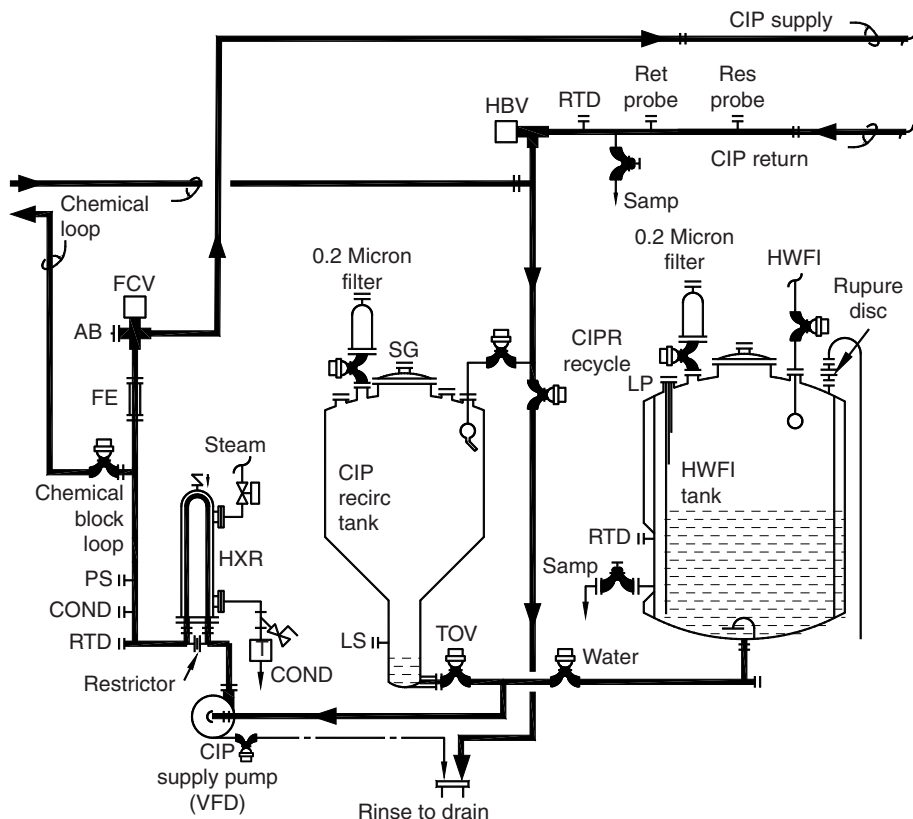 CIP supply
HBV
RTD
Ret
probe
Res
probe
CIP return
Samp
Chemical
loop
0.2 Micron
filter
0.2 Micron
filter
HWFI
Rupure
disc
FCV
AB
SG
CIPR
recycle
LP
FE
Steam
CIP
recirc
tank
HWFI
tank
Chemical
block
loop
HXR
RTD
PS
Samp
COND
RTD
LS
TOV
Water
Restrictor
COND
CIP
supply pump
(VFD)
Rinse to drain